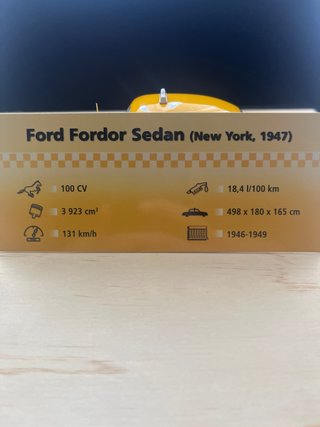 Ford Fordor Sedan (New York, 1947)
100 CV
18,4 l/100 km
3 923 cm³
498 x 180 x 165 cm
131 km/h
1946-1949